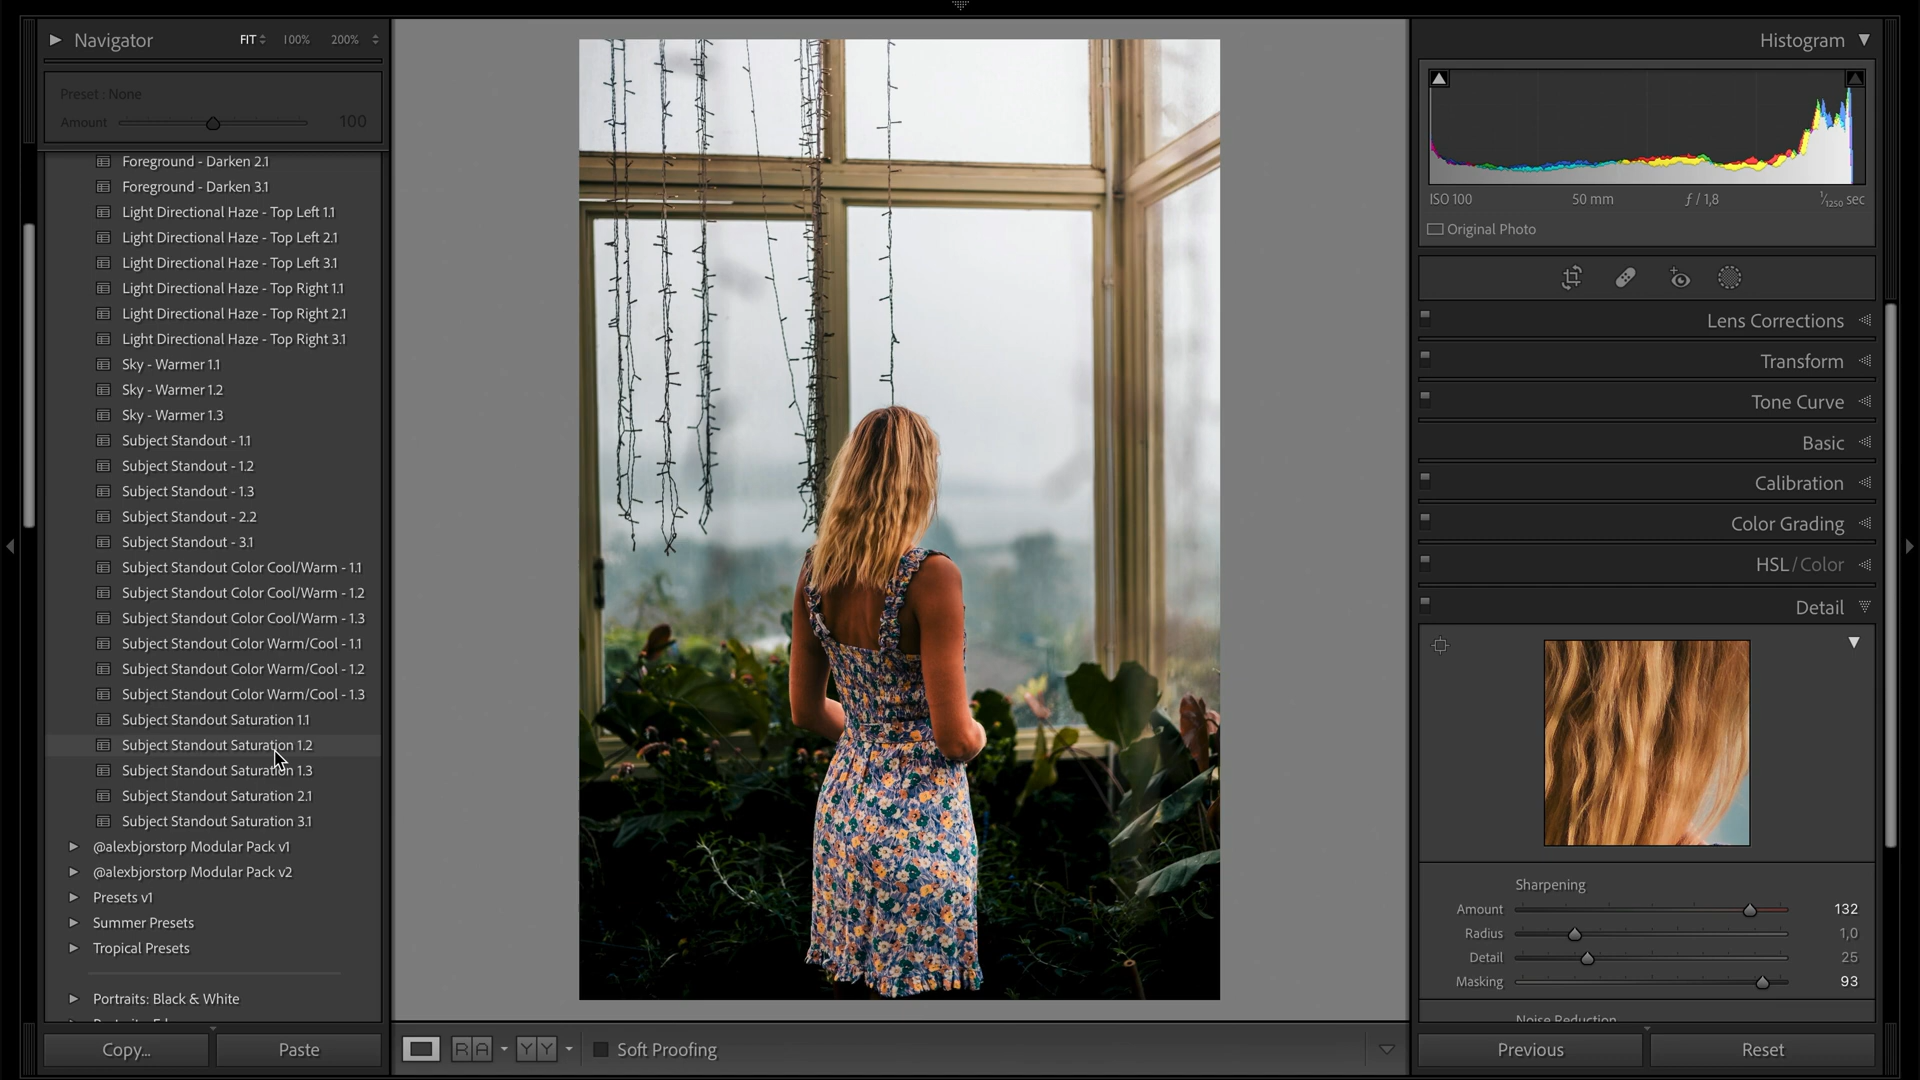 Navigator
FIT 100% 200%
Preset : None
Amount 100
Foreground - Darken 2.1
Foreground - Darken 3.1
Light Directional Haze - Top Left 1.1
Light Directional Haze - Top Left 2.1
Light Directional Haze - Top Left 3.1
Light Directional Haze - Top Right 1.1
Light Directional Haze - Top Right 2.1
Light Directional Haze - Top Right 3.1
Sky - Warmer 1.1
Sky - Warmer 1.2
Sky - Warmer 1.3
Subject Standout - 1.1
Subject Standout - 1.2
Subject Standout - 1.3
Subject Standout - 2.2
Subject Standout - 3.1
Subject Standout Color Cool/Warm - 1.1
Subject Standout Color Cool/Warm - 1.2
Subject Standout Color Cool/Warm - 1.3
Subject Standout Color Warm/Cool - 1.1
Subject Standout Color Warm/Cool - 1.2
Subject Standout Color Warm/Cool - 1.3
Subject Standout Saturation 1.1
Subject Standout Saturation 1.2
Subject Standout Saturation 1.3
Subject Standout Saturation 2.1
Subject Standout Saturation 3.1
@alexbjorstorp Modular Pack v1
@alexbjorstorp Modular Pack v2
Presets v1
Summer Presets
Tropical Presets
Portraits: Black & White
Copy... Paste
R A Y Y Soft Proofing
Histogram
ISO 100 50 mm ƒ / 1,8 1/1250 sec
Original Photo
Lens Corrections
Transform
Tone Curve
Basic
Calibration
Color Grading
HSL / Color
Detail
Sharpening
Amount 132
Radius 1,0
Detail 25
Masking 93
Noise Reduction
Previous Reset